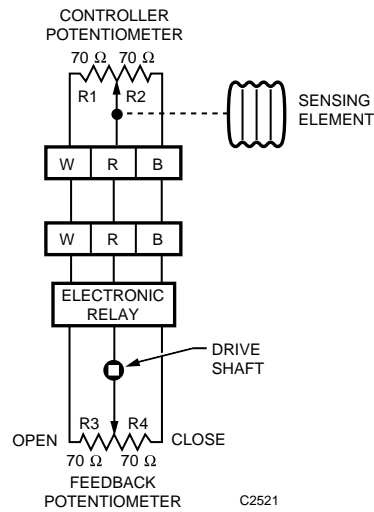 CONTROLLER
POTENTIOMETER
70 Ω 70 Ω
R1 R2
SENSING
ELEMENT
W R B
W R B
ELECTRONIC
RELAY
DRIVE
SHAFT
R3 R4
OPEN CLOSE
70 Ω 70 Ω
FEEDBACK
POTENTIOMETER
C2521